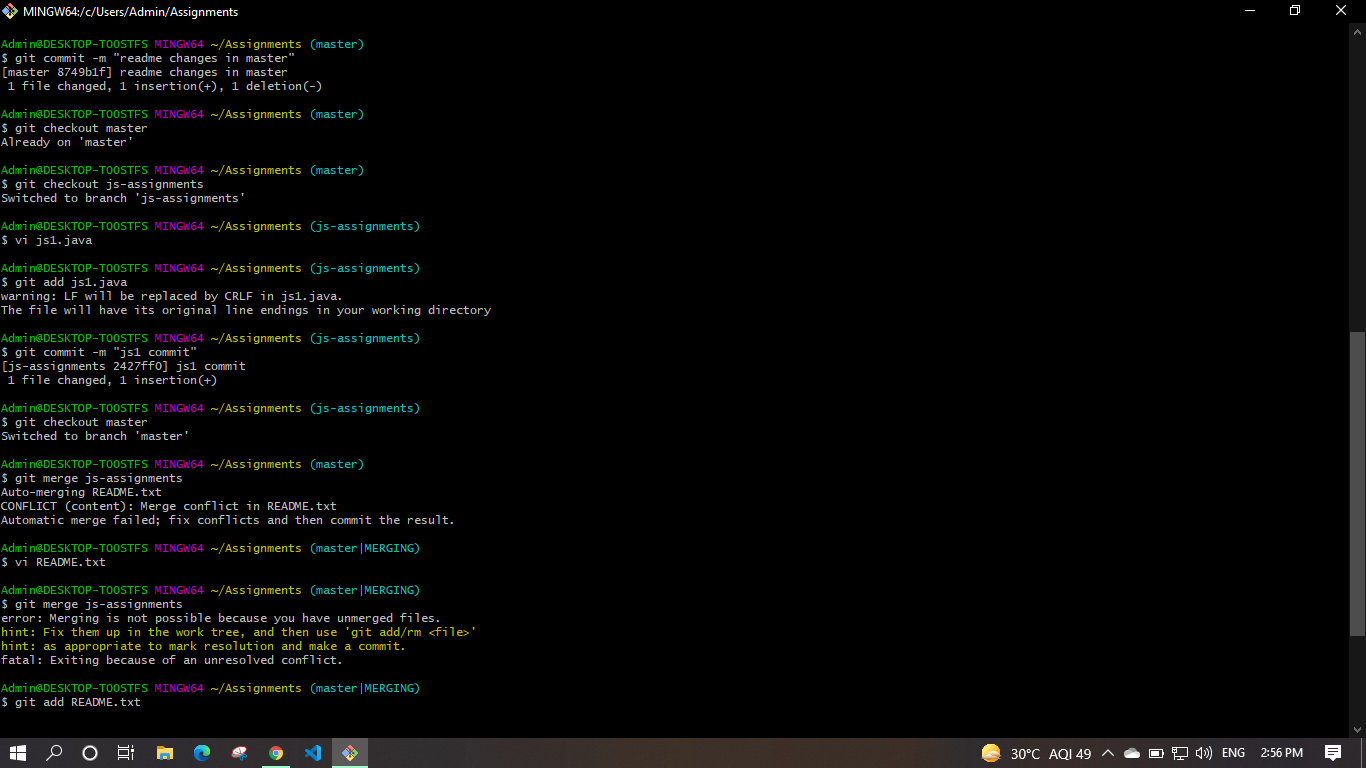 MINGW64:/c/Users/Admin/Assignments
Admin@DESKTOP-TOOSTFS MINGW64 ~/Assignments (master)
$ git commit -m "readme changes in master"
[master 8749b1f] readme changes in master
 1 file changed, 1 insertion(+), 1 deletion(-)
Admin@DESKTOP-TOOSTFS MINGW64 ~/Assignments (master)
$ git checkout master
Already on 'master'
Admin@DESKTOP-TOOSTFS MINGW64 ~/Assignments (master)
$ git checkout js-assignments
Switched to branch 'js-assignments'
Admin@DESKTOP-TOOSTFS MINGW64 ~/Assignments (js-assignments)
$ vi js1.java
Admin@DESKTOP-TOOSTFS MINGW64 ~/Assignments (js-assignments)
$ git add js1.java
warning: LF will be replaced by CRLF in js1.java.
The file will have its original line endings in your working directory
Admin@DESKTOP-TOOSTFS MINGW64 ~/Assignments (js-assignments)
$ git commit -m "js1 commit"
[js-assignments 2427ff0] js1 commit
 1 file changed, 1 insertion(+)
Admin@DESKTOP-TOOSTFS MINGW64 ~/Assignments (js-assignments)
$ git checkout master
Switched to branch 'master'
Admin@DESKTOP-TOOSTFS MINGW64 ~/Assignments (master)
$ git merge js-assignments
Auto-merging README.txt
CONFLICT (content): Merge conflict in README.txt
Automatic merge failed; fix conflicts and then commit the result.
Admin@DESKTOP-TOOSTFS MINGW64 ~/Assignments (master|MERGING)
$ vi README.txt
Admin@DESKTOP-TOOSTFS MINGW64 ~/Assignments (master|MERGING)
$ git merge js-assignments
error: Merging is not possible because you have unmerged files.
hint: Fix them up in the work tree, and then use 'git add/rm <file>'
hint: as appropriate to mark resolution and make a commit.
fatal: Exiting because of an unresolved conflict.
Admin@DESKTOP-TOOSTFS MINGW64 ~/Assignments (master|MERGING)
$ git add README.txt
30°C AQI 49 ENG 2:56 PM